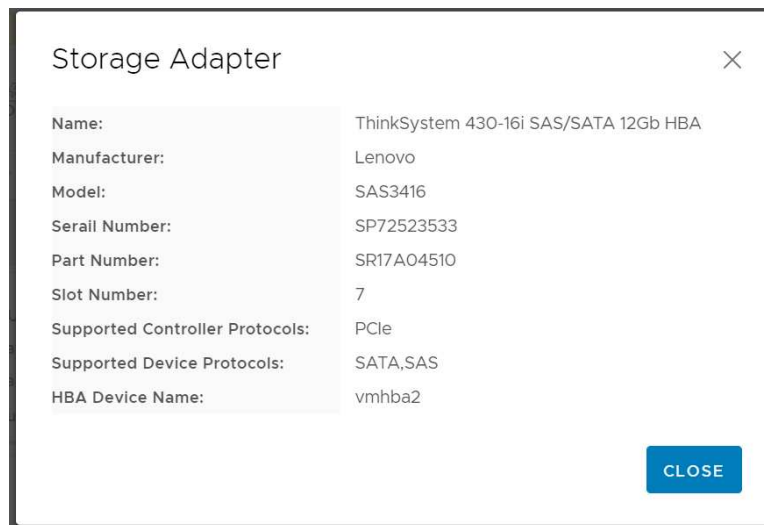 Storage Adapter
Name: ThinkSystem 430-16i SAS/SATA 12Gb HBA
Manufacturer: Lenovo
Model: SAS3416
Serail Number: SP72523533
Part Number: SR17A04510
Slot Number: 7
Supported Controller Protocols: PCIe
Supported Device Protocols: SATA,SAS
HBA Device Name: vmhba2
CLOSE